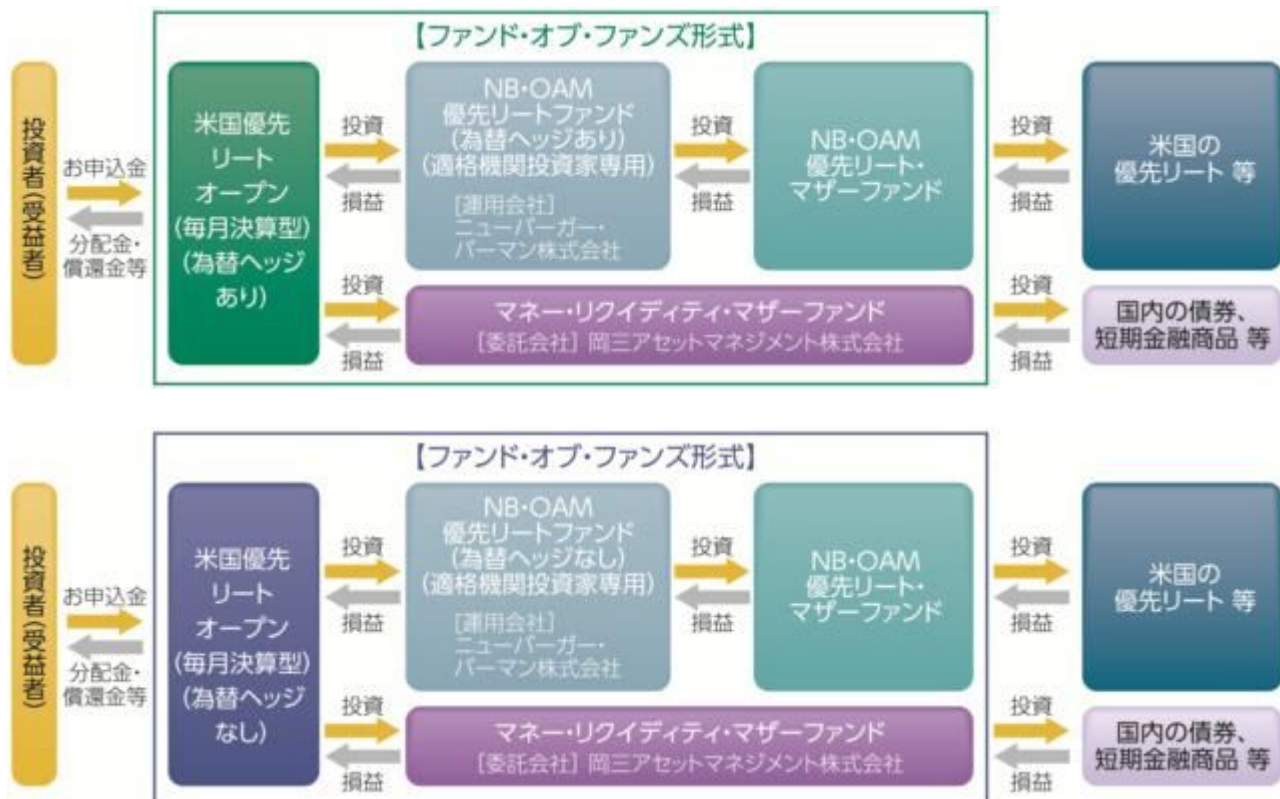 【ファンド・オブ・ファンズ形式】
投資者(受益者)
お申込金
分配金・
償還金等
米国優先
リート
オープン
(毎月決算型)
(為替ヘッジ
あり)
投資
損益
NB・OAM
優先リートファンド
(為替ヘッジあり)
(適格機関投資家専用)
[運用会社]
ニューバーガー・
バーマン株式会社
投資
損益
NB・OAM
優先リート・
マザーファンド
投資
損益
米国の
優先リート 等
投資
損益
マネー・リクイディティ・マザーファンド
[委託会社] 岡三アセットマネジメント株式会社
投資
損益
国内の債券、
短期金融商品 等
【ファンド・オブ・ファンズ形式】
投資者(受益者)
お申込金
分配金・
償還金等
米国優先
リート
オープン
(毎月決算型)
(為替ヘッジ
なし)
投資
損益
NB・OAM
優先リートファンド
(為替ヘッジなし)
(適格機関投資家専用)
[運用会社]
ニューバーガー・
バーマン株式会社
投資
損益
NB・OAM
優先リート・
マザーファンド
投資
損益
米国の
優先リート 等
投資
損益
マネー・リクイディティ・マザーファンド
[委託会社] 岡三アセットマネジメント株式会社
投資
損益
国内の債券、
短期金融商品 等